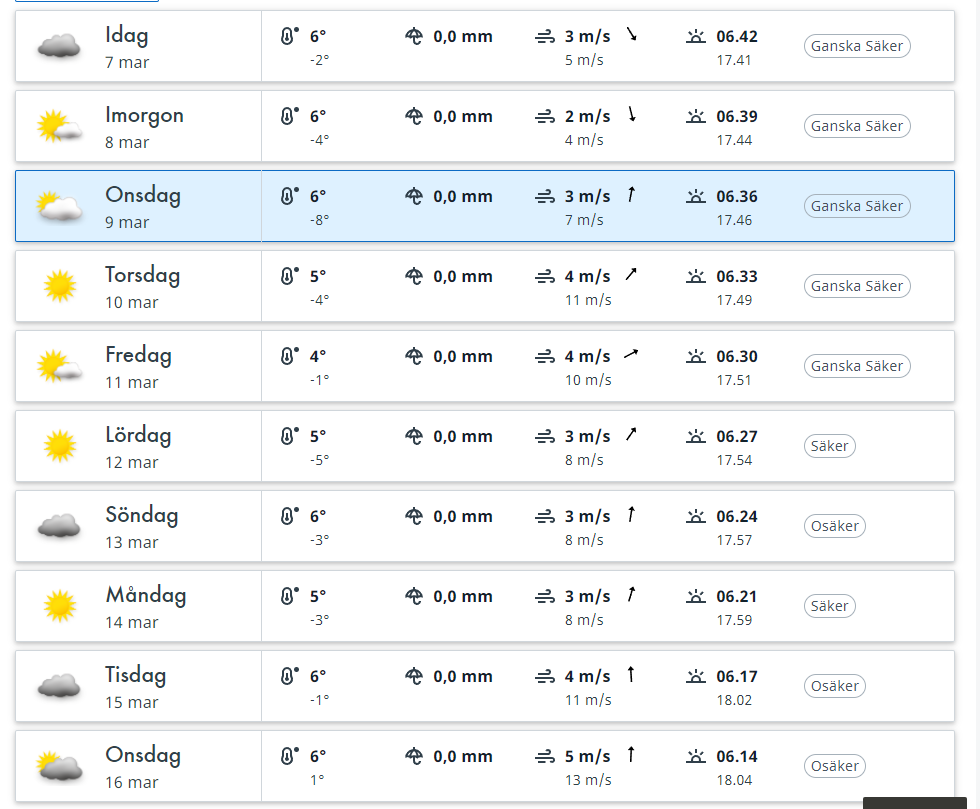 Idag 6° 0,0 mm 3 m/s 06.42 Ganska Säker
7 mar -2° 5 m/s 17.41
Imorgon 6° 0,0 mm 2 m/s 06.39 Ganska Säker
8 mar -4° 4 m/s 17.44
Onsdag 6° 0,0 mm 3 m/s 06.36 Ganska Säker
9 mar -8° 7 m/s 17.46
Torsdag 5° 0,0 mm 4 m/s 06.33 Ganska Säker
10 mar -4° 11 m/s 17.49
Fredag 4° 0,0 mm 4 m/s 06.30 Ganska Säker
11 mar -1° 10 m/s 17.51
Lördag 5° 0,0 mm 3 m/s 06.27 Säker
12 mar -5° 8 m/s 17.54
Söndag 6° 0,0 mm 3 m/s 06.24 Osäker
13 mar -3° 8 m/s 17.57
Måndag 5° 0,0 mm 3 m/s 06.21 Säker
14 mar -3° 8 m/s 17.59
Tisdag 6° 0,0 mm 4 m/s 06.17 Osäker
15 mar -1° 11 m/s 18.02
Onsdag 6° 0,0 mm 5 m/s 06.14 Osäker
16 mar 1° 13 m/s 18.04